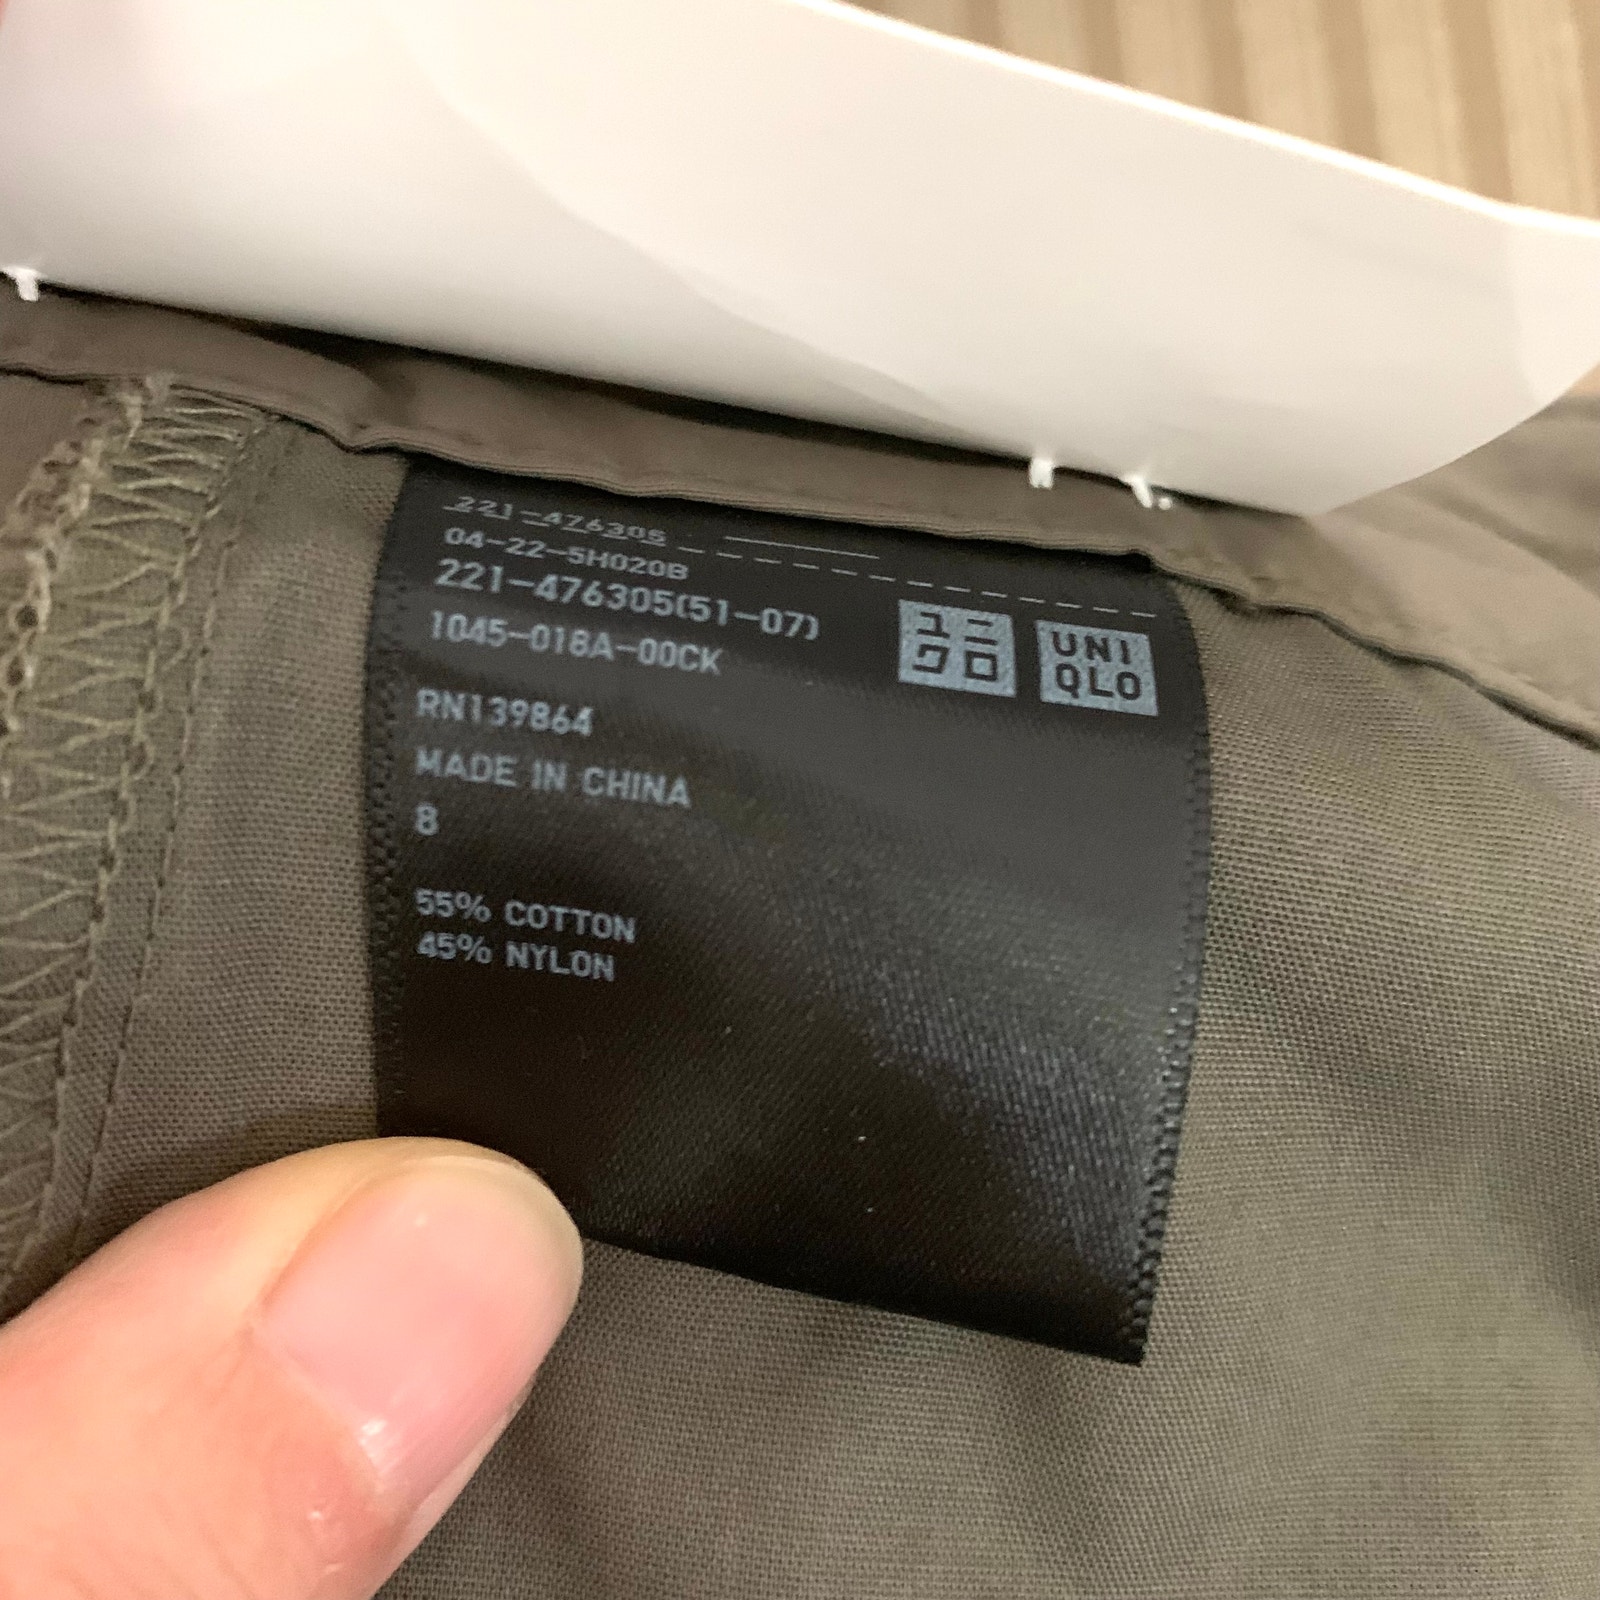 221-476305
04-22-5H020B
221-476305(51-07)
1045-018A-00CK
ユニ
クロ
UNI
QLO
RN139864
MADE IN CHINA
8
55% COTTON
45% NYLON